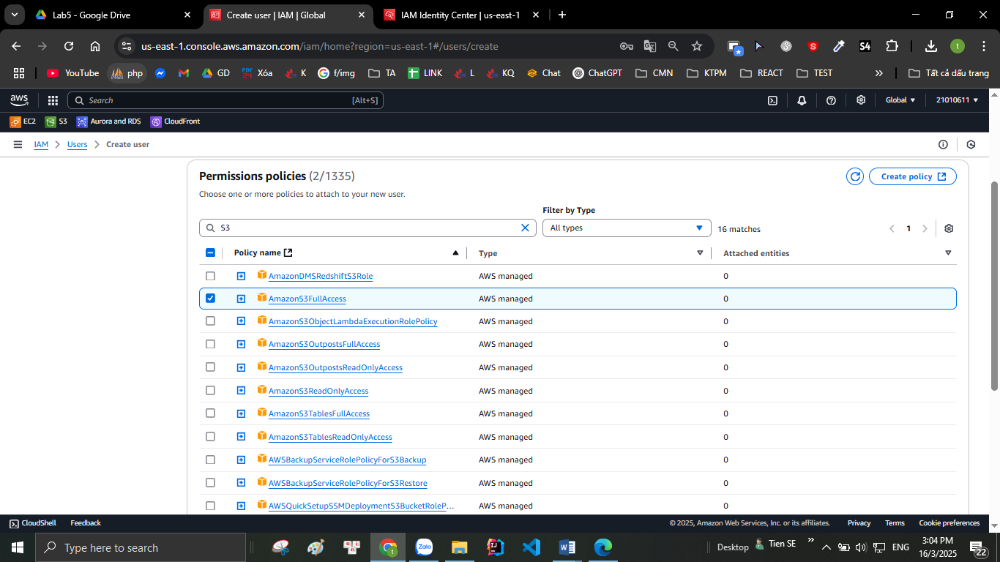 Lab5 - Google Drive
Create user | IAM | Global
IAM Identity Center | us-east-1
us-east-1.console.aws.amazon.com/iam/home?region=us-east-1#/users/create
YouTube php GD Xóa K f/img TA LINK L KQ Chat ChatGPT CMN KTPM REACT TEST » Tất cả dấu trang
aws Search [Alt+S] Global 21010611
EC2 S3 Aurora and RDS CloudFront
IAM Users Create user
Permissions policies (2/1335)
Create policy
Choose one or more policies to attach to your new user.
Filter by Type
S3 All types 16 matches 1
Policy name Type Attached entities
AmazonDMSRedshiftS3Role AWS managed 0
AmazonS3FullAccess AWS managed 0
AmazonS3ObjectLambdaExecutionRolePolicy AWS managed 0
AmazonS3OutpostsFullAccess AWS managed 0
AmazonS3OutpostsReadOnlyAccess AWS managed 0
AmazonS3ReadOnlyAccess AWS managed 0
AmazonS3TablesFullAccess AWS managed 0
AmazonS3TablesReadOnlyAccess AWS managed 0
AWSBackupServiceRolePolicyForS3Backup AWS managed 0
AWSBackupServiceRolePolicyForS3Restore AWS managed 0
AWSQuickSetupSSMDeploymentS3BucketRoleP... AWS managed 0
CloudShell Feedback © 2025, Amazon Web Services, Inc. or its affiliates. Privacy Terms Cookie preferences
Type here to search Desktop Tien SE » ENG 3:04 PM
16/3/2025 22